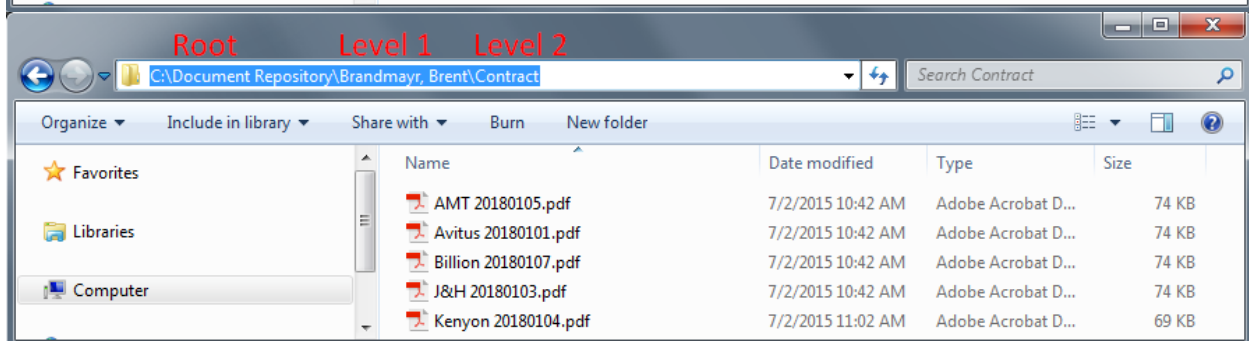 Root Level 1 Level 2
C:\Document Repository\Brandmayr, Brent\Contract Search Contract
Organize Include in library Share with Burn New folder
Favorites Name Date modified Type Size
AMT 20180105.pdf 7/2/2015 10:42 AM Adobe Acrobat D... 74 KB
Libraries Avitus 20180101.pdf 7/2/2015 10:42 AM Adobe Acrobat D... 74 KB
Billion 20180107.pdf 7/2/2015 10:42 AM Adobe Acrobat D... 74 KB
Computer J&H 20180103.pdf 7/2/2015 10:42 AM Adobe Acrobat D... 74 KB
Kenyon 20180104.pdf 7/2/2015 11:02 AM Adobe Acrobat D... 69 KB